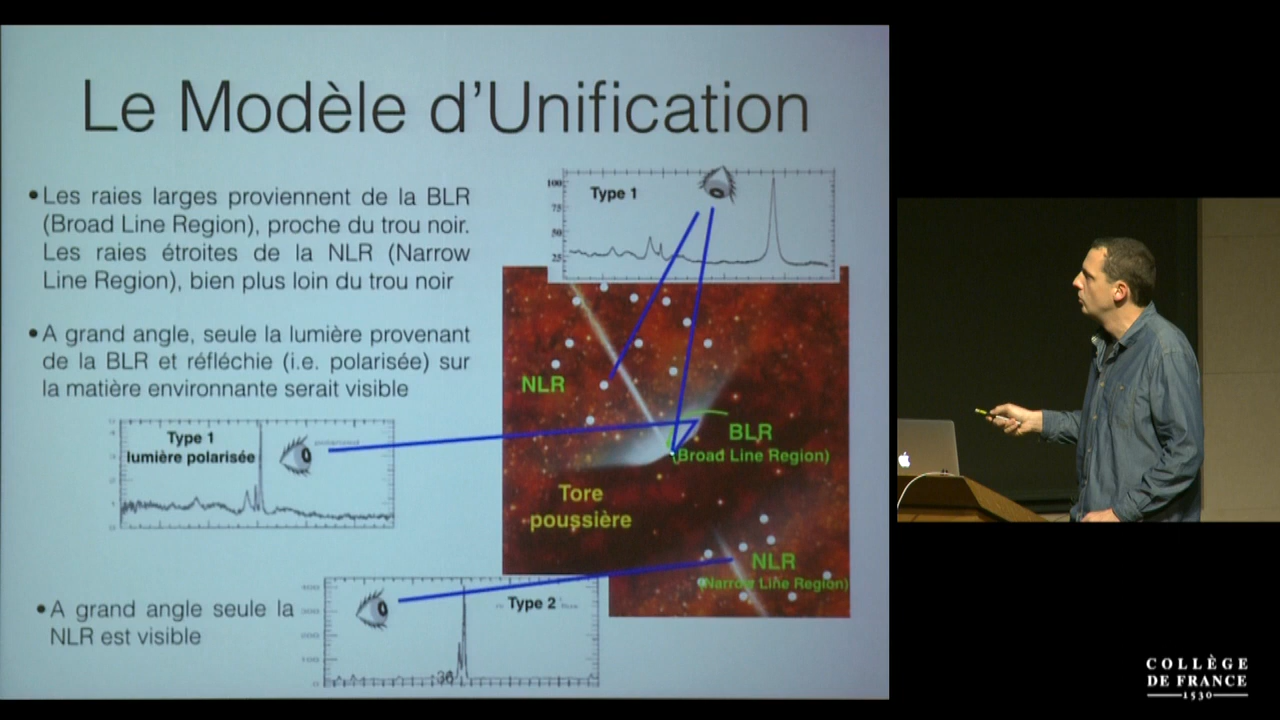 Le Modèle d'Unification
• Les raies larges proviennent de la BLR
(Broad Line Region), proche du trou noir.
Les raies étroites de la NLR (Narrow
Line Region), bien plus loin du trou noir
• A grand angle, seule la lumière provenant
de la BLR et réfléchie (i.e. polarisée) sur
la matière environnante serait visible
Type 1
100
75
50
25
NLR
BLR
(Broad Line Region)
Tore
poussière
NLR
(Narrow Line Region)
Type 1
lumière polarisée
• A grand angle seule la
NLR est visible
Type 2
400
300
200
100
0
36
COLLÈGE
DE FRANCE
1530